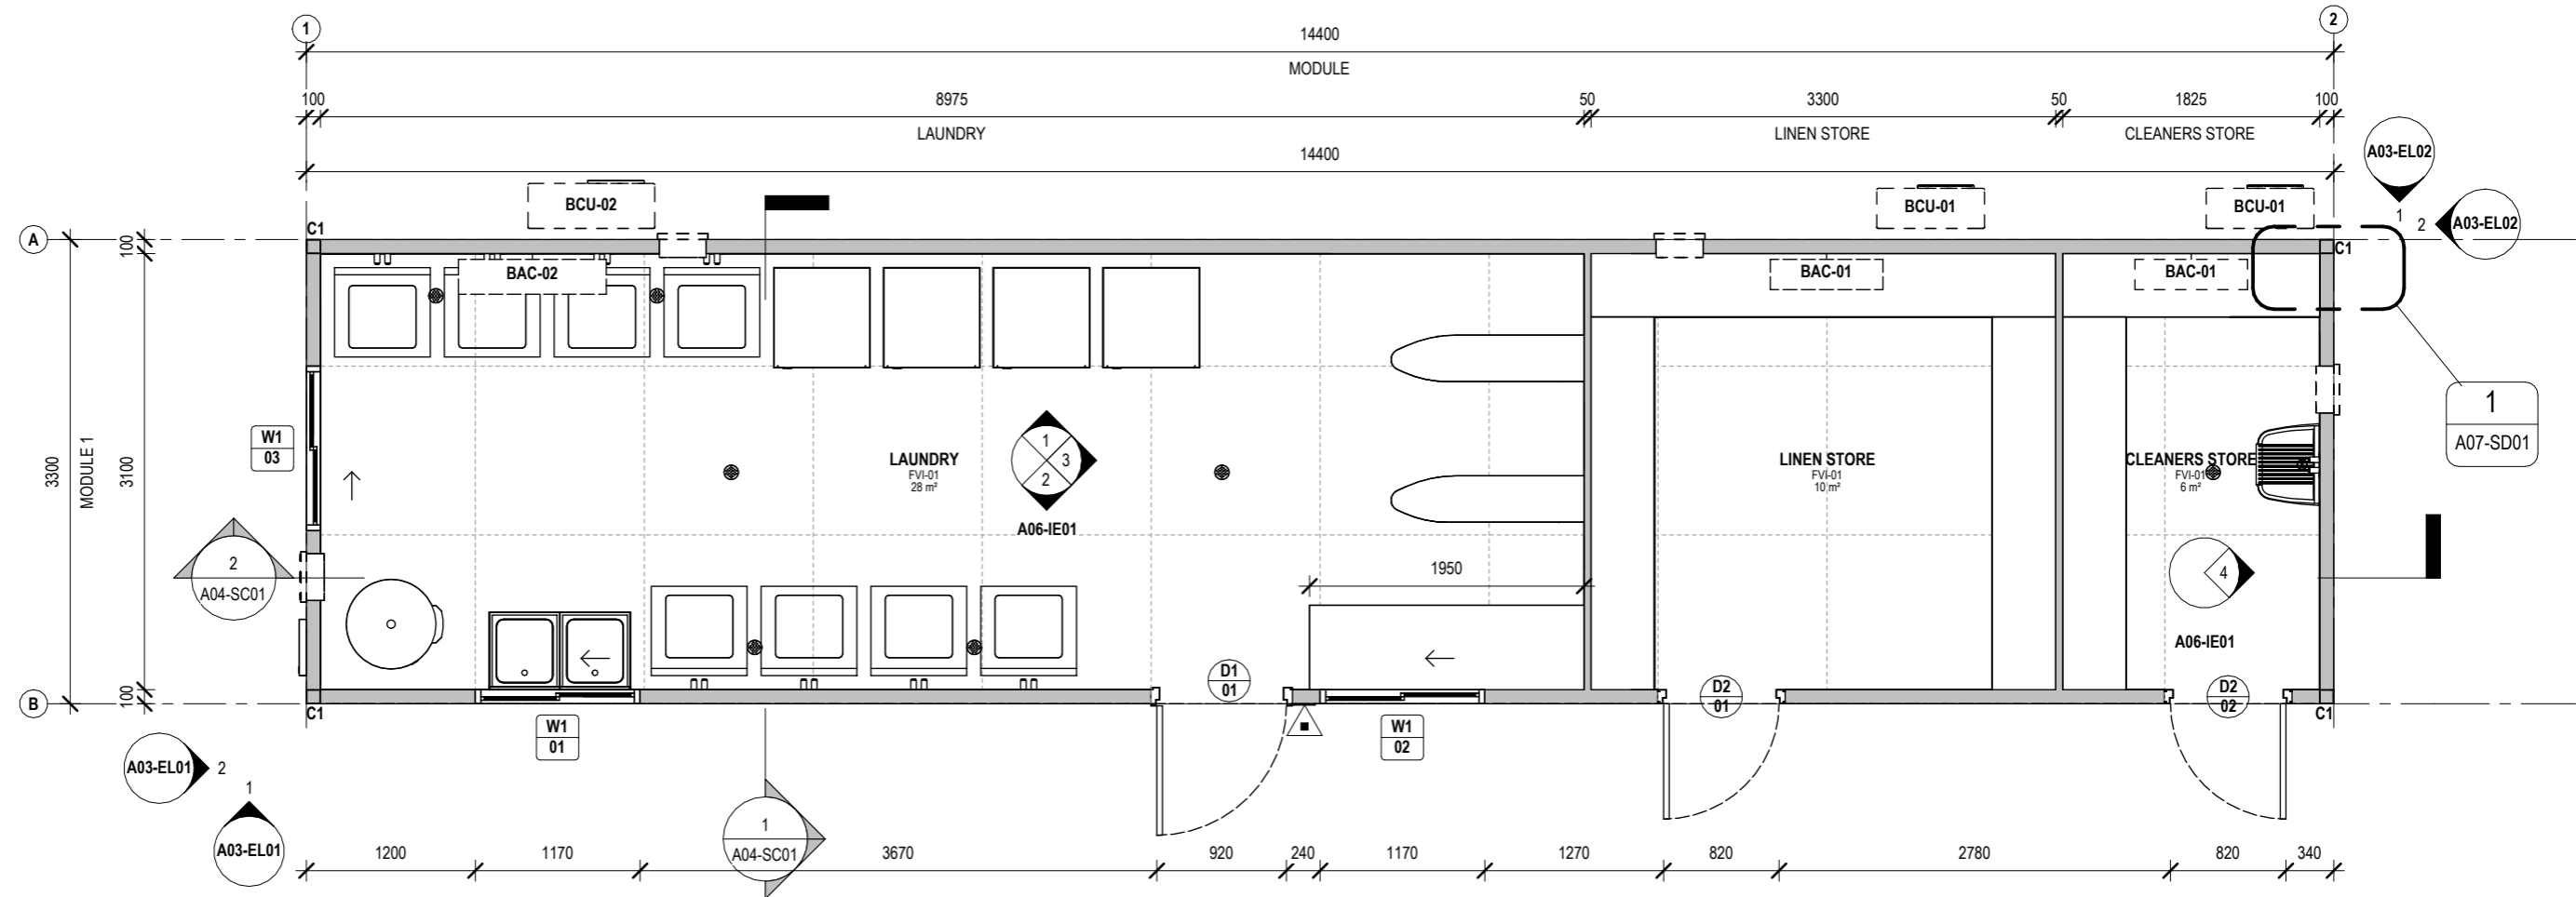 1
2
14400
MODULE
100
8975
50
3300
50
1825
100
LAUNDRY
LINEN STORE
CLEANERS STORE
14400
A03-EL02
1
2
A03-EL02
BCU-02
BCU-01
BCU-01
A
C1
C1
100
BAC-02
BAC-01
BAC-01
1
A07-SD01
W1
03
3300
MODULE 1
3100
LAUNDRY
FVI-01
28 m²
1
3
2
A06-IE01
LINEN STORE
FVI-01
10 m²
CLEANERS STORE
FVI-01
6 m²
2
A04-SC01
1950
4
A06-IE01
D1
01
D2
01
D2
02
100
B
C1
C1
W1
01
W1
02
A03-EL01
2
1
A03-EL01
1
A04-SC01
1200
1170
3670
920
240
1170
1270
820
2780
820
340